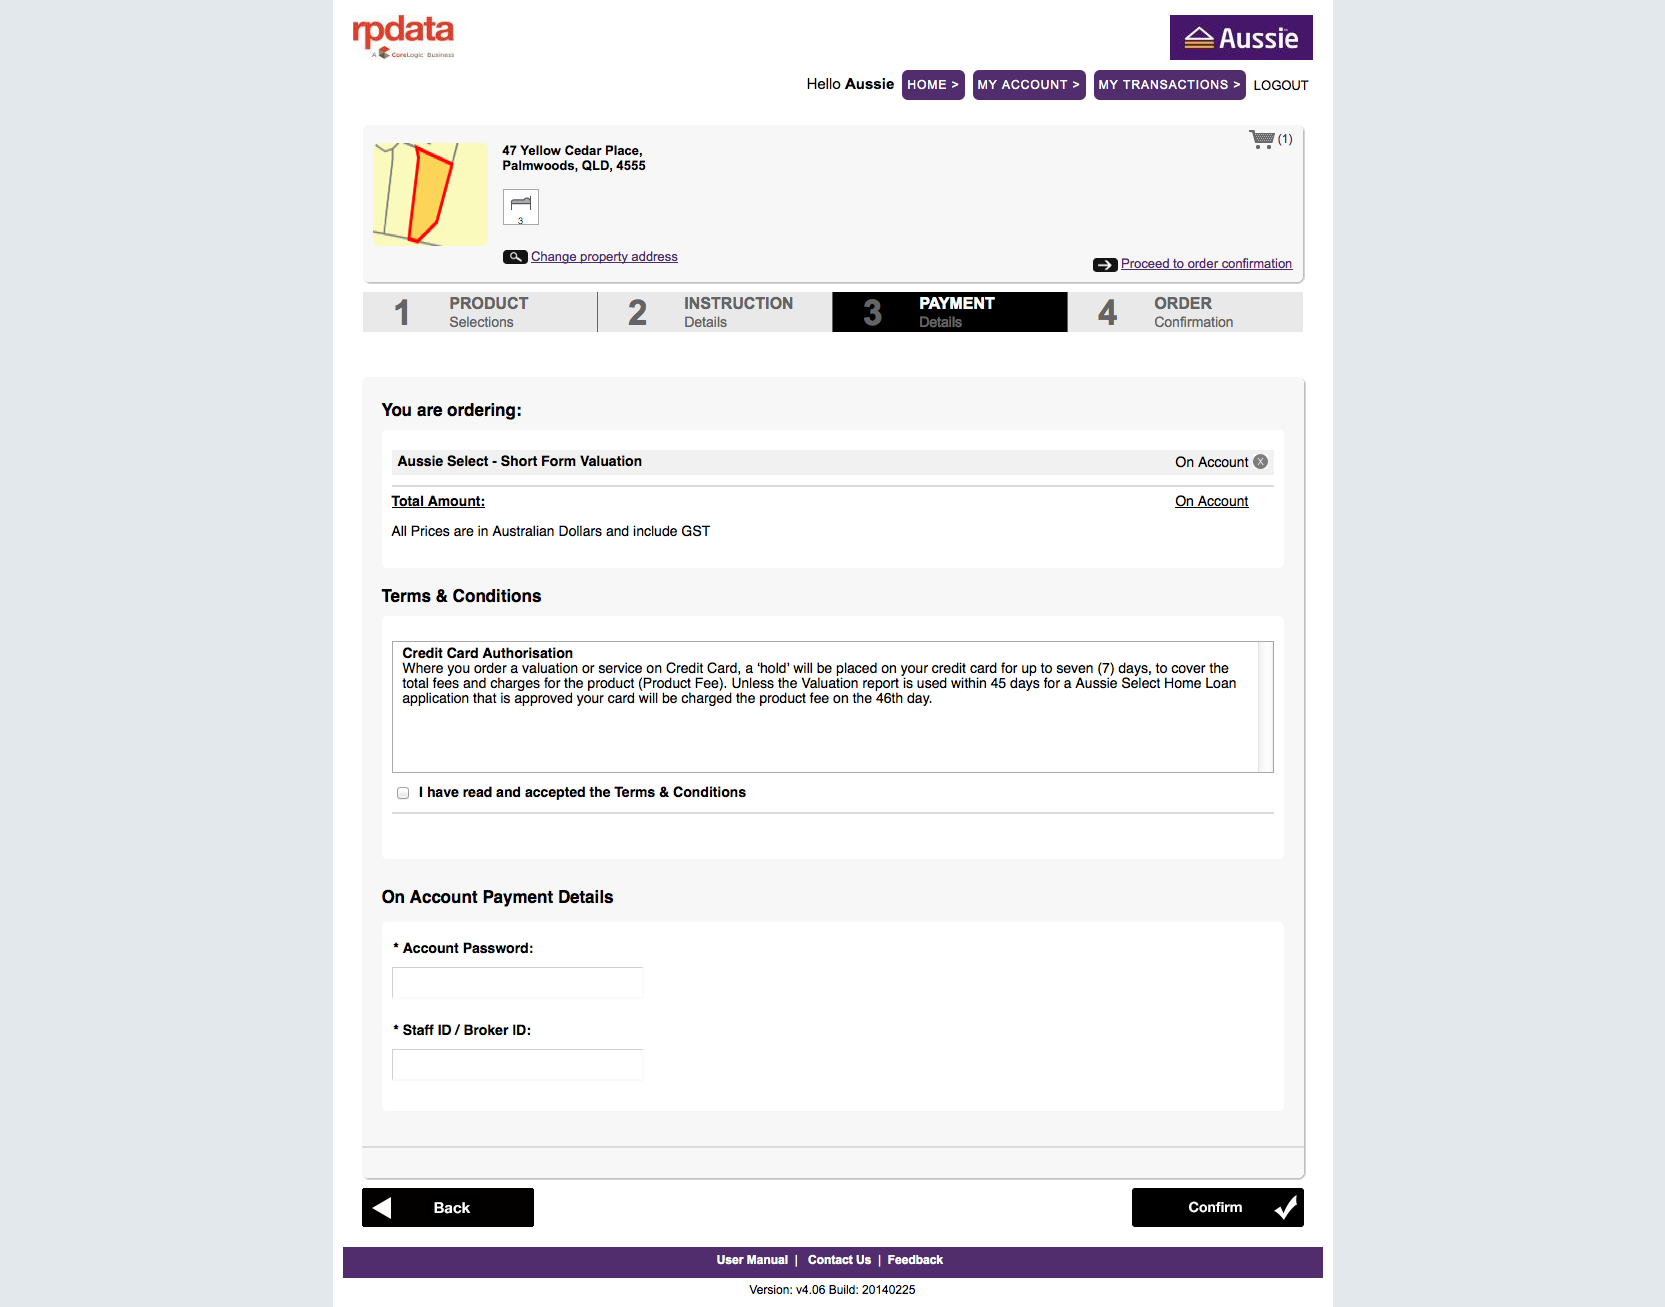 rpdata
A CoreLogic Business
Aussie
Hello Aussie
HOME >
MY ACCOUNT >
MY TRANSACTIONS >
LOGOUT
(1)
47 Yellow Cedar Place,
Palmwoods, QLD, 4555
3
Change property address
Proceed to order confirmation
1 PRODUCT
Selections
2 INSTRUCTION
Details
3 PAYMENT
Details
4 ORDER
Confirmation
You are ordering:
Aussie Select - Short Form Valuation
On Account X
Total Amount:
On Account
All Prices are in Australian Dollars and include GST
Terms & Conditions
Credit Card Authorisation
Where you order a valuation or service on Credit Card, a ‘hold’ will be placed on your credit card for up to seven (7) days, to cover the
total fees and charges for the product (Product Fee). Unless the Valuation report is used within 45 days for a Aussie Select Home Loan
application that is approved your card will be charged the product fee on the 46th day.
I have read and accepted the Terms & Conditions
On Account Payment Details
* Account Password:
* Staff ID / Broker ID:
Back
Confirm
User Manual | Contact Us | Feedback
Version: v4.06 Build: 20140225